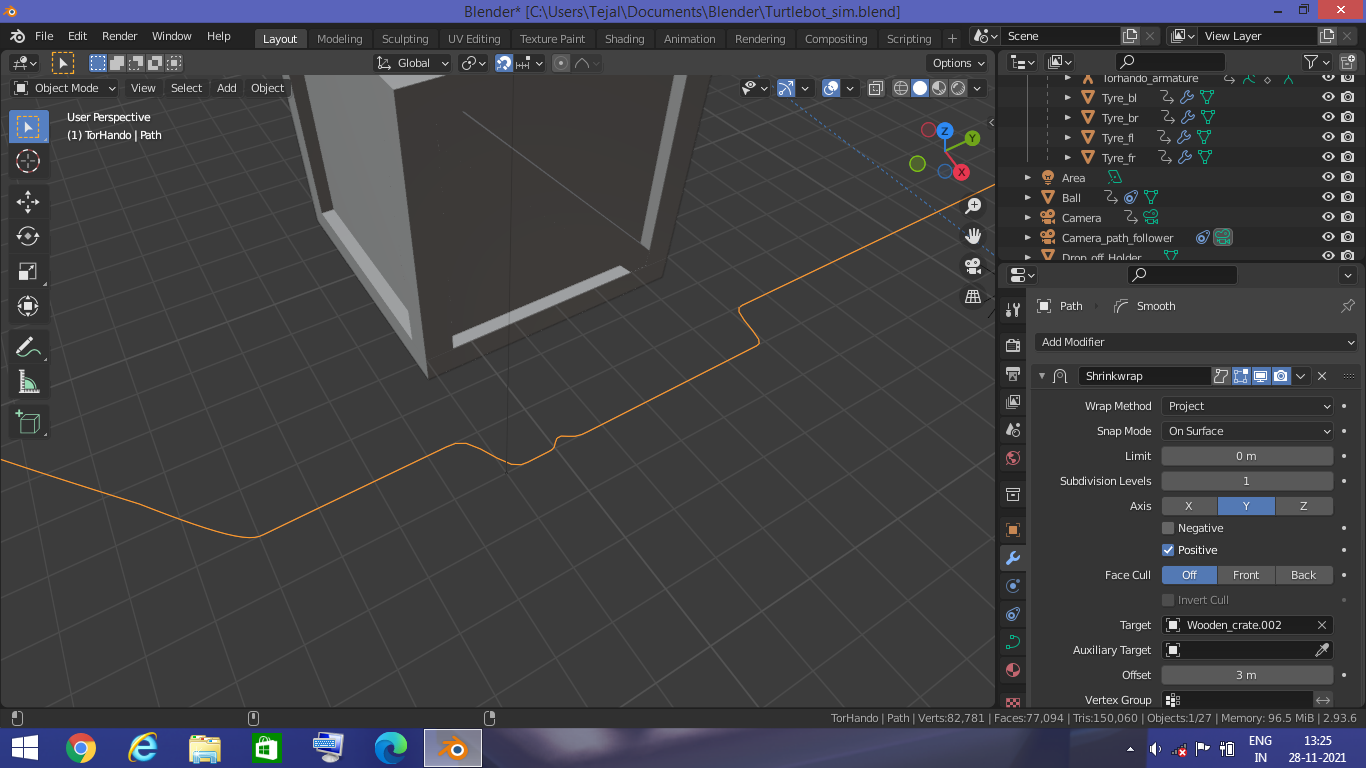 Blender* [C:\Users\Tejal\Documents\Blender\Turtlebot_sim.blend]
File Edit Render Window Help Layout Modeling Sculpting UV Editing Texture Paint Shading Animation Rendering Compositing Scripting + Scene View Layer
Global Options
Object Mode View Select Add Object
User Perspective
(1) TorHando | Path
Z
Y
X
Torhando_armature
Tyre_bl
Tyre_br
Tyre_fl
Tyre_fr
Area
Ball
Camera
Camera_path_follower
Drop_off_Holder
Path Smooth
Add Modifier
Shrinkwrap
Wrap Method Project
Snap Mode On Surface
Limit 0 m
Subdivision Levels 1
Axis X Y Z
Negative
Positive
Face Cull Off Front Back
Invert Cull
Target Wooden_crate.002
Auxiliary Target
Offset 3 m
Vertex Group
TorHando | Path | Verts:82,781 | Faces:77,094 | Tris:150,060 | Objects:1/27 | Memory: 96.5 MiB | 2.93.6
ENG 13:25
IN 28-11-2021